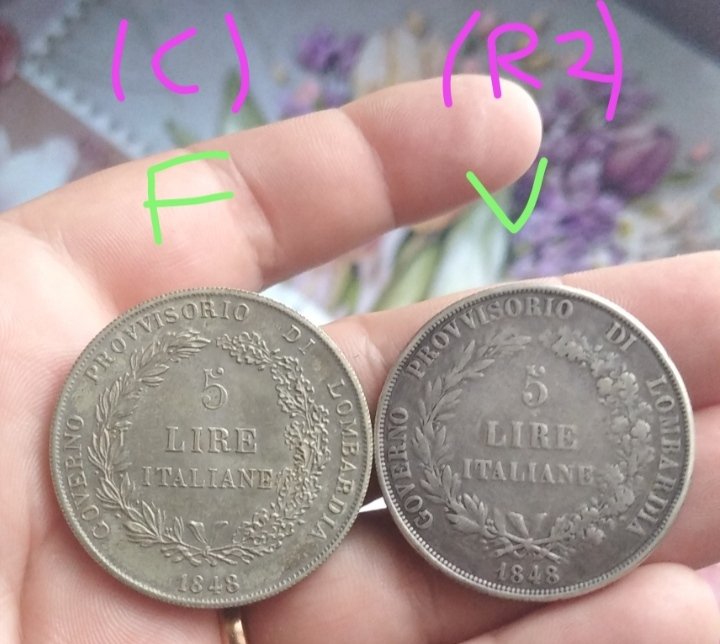 (C) (R2)
F V
GOVERNO PROVVISORIO DI LOMBARDIA
5
LIRE
ITALIANE
1848
GOVERNO PROVVISORIO DI LOMBARDIA
5
LIRE
ITALIANE
1848